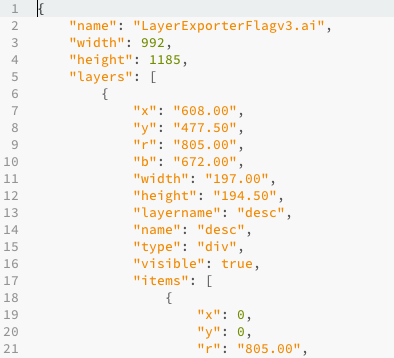 1 {
2 "name": "LayerExporterFlagv3.ai",
3 "width": 992,
4 "height": 1185,
5 "layers": [
6 {
7 "x": "608.00",
8 "y": "477.50",
9 "r": "805.00",
10 "b": "672.00",
11 "width": "197.00",
12 "height": "194.50",
13 "layername": "desc",
14 "name": "desc",
15 "type": "div",
16 "visible": true,
17 "items": [
18 {
19 "x": 0,
20 "y": 0,
21 "r": "805.00",